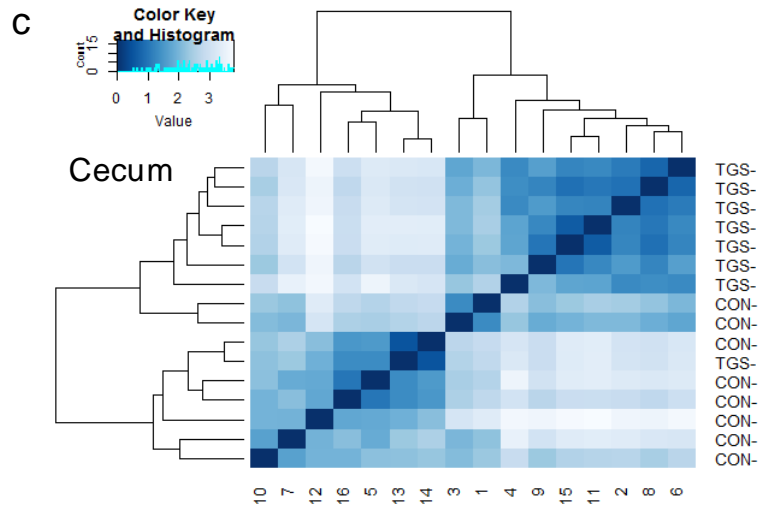 C
Color Key
and Histogram
Count
0 15
0 1 2 3
Value
Cecum
TGS-
TGS-
TGS-
TGS-
TGS-
TGS-
TGS-
CON-
CON-
CON-
TGS-
CON-
CON-
CON-
CON-
CON-
10 7 12 16 5 13 14 3 1 4 9 15 11 2 8 6